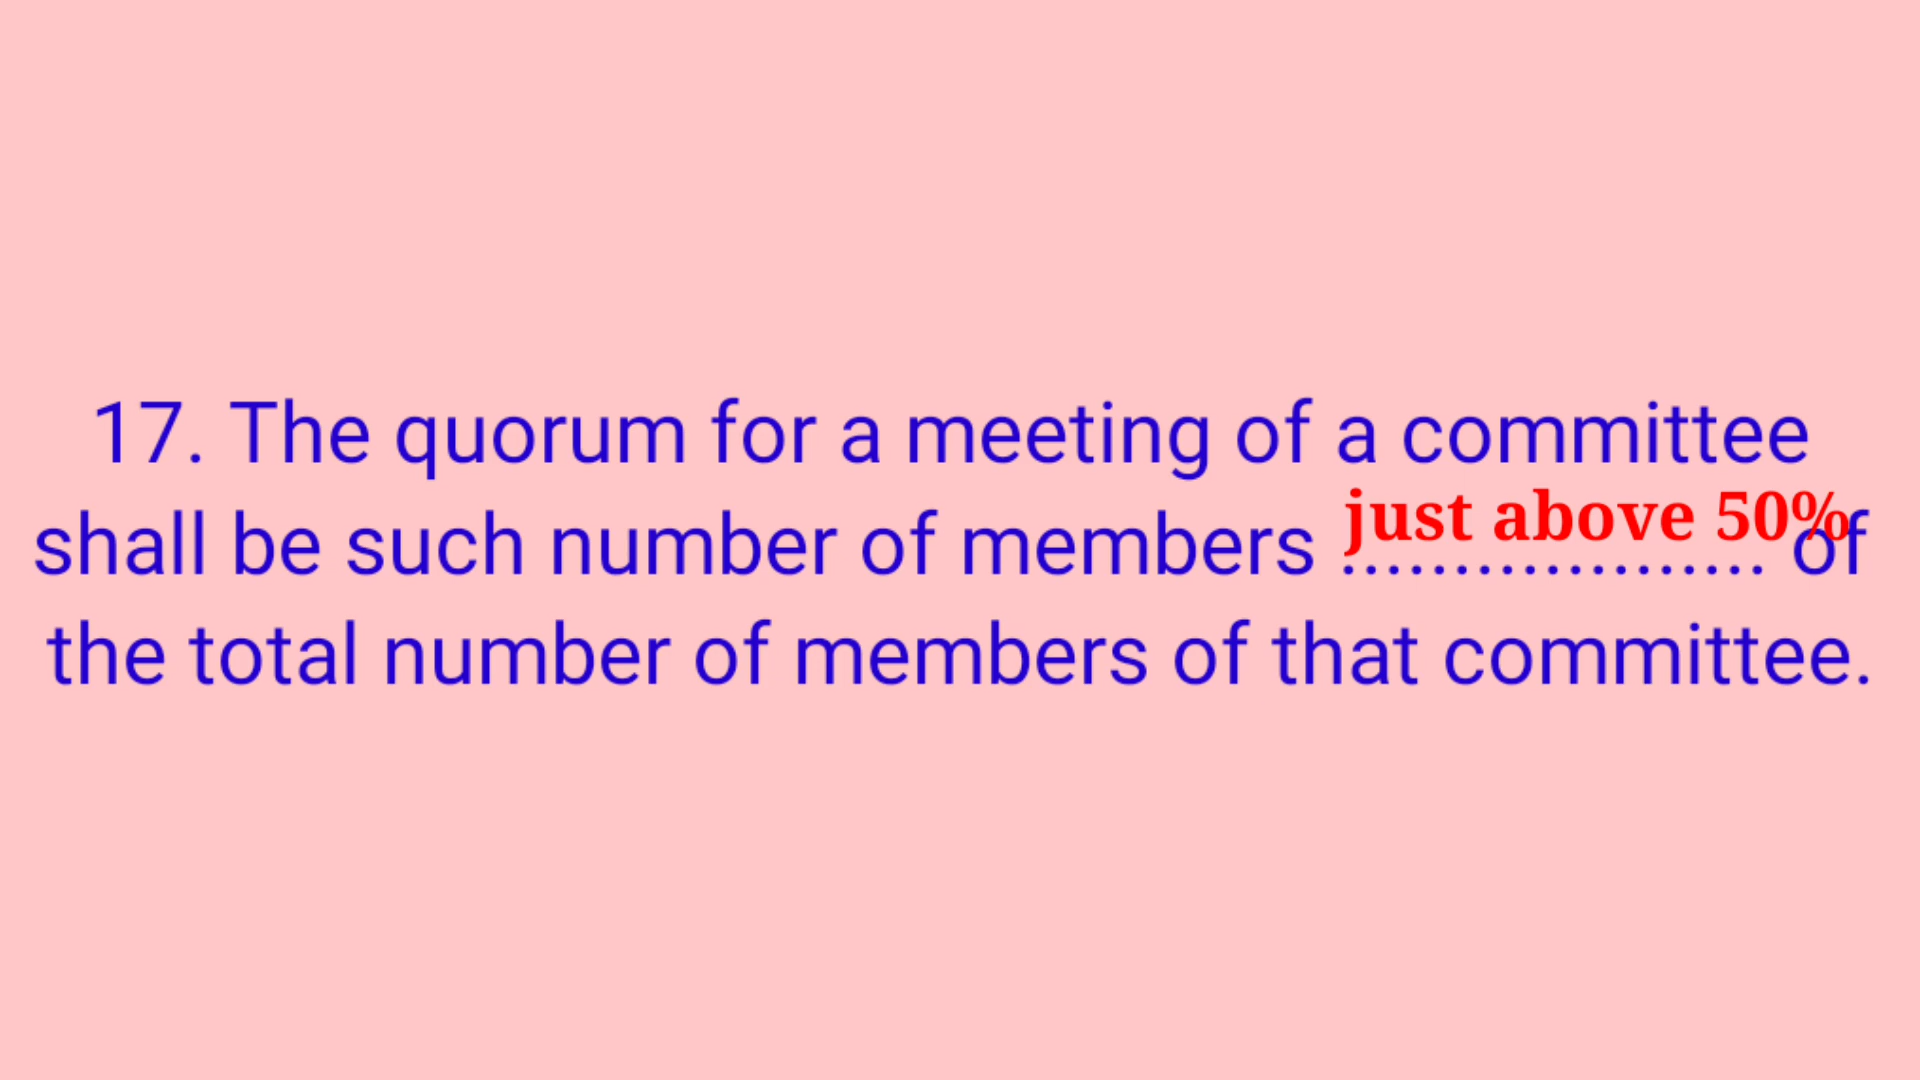 17. The quorum for a meeting of a committee
shall be such number of members just above 50% of
...................
the total number of members of that committee.